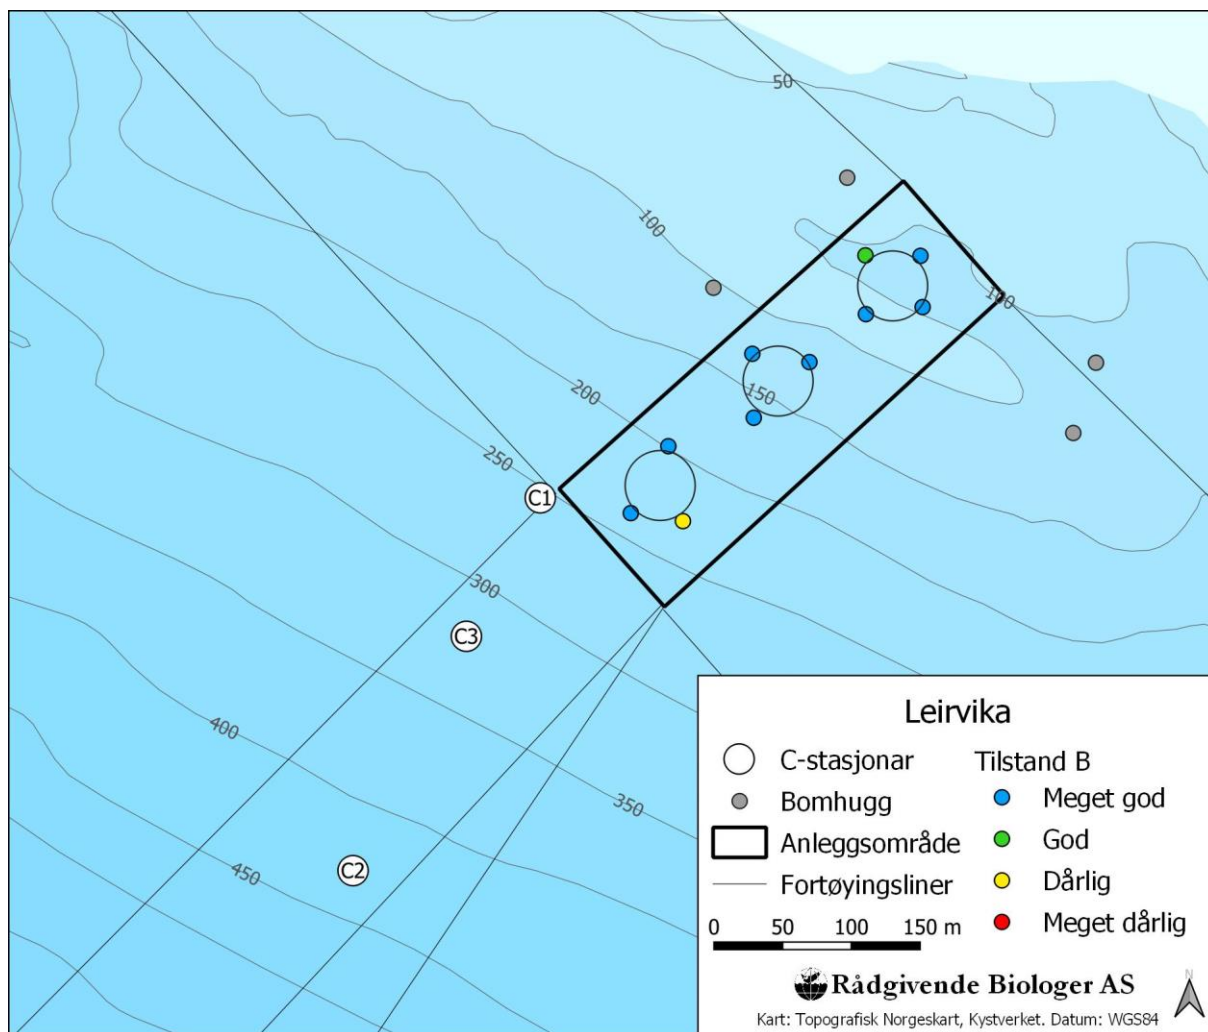 50
100
100
150
200
250
C1
300
C3
400
350
450
C2
Leirvika
C-stasjonar
Bomhugg
Anleggsområde
Fortøyingsliner
0 50 100 150 m
Tilstand B
Meget god
God
Dårlig
Meget dårlig
Rådgivende Biologer AS
N
Kart: Topografisk Norgeskart, Kystverket. Datum: WGS84